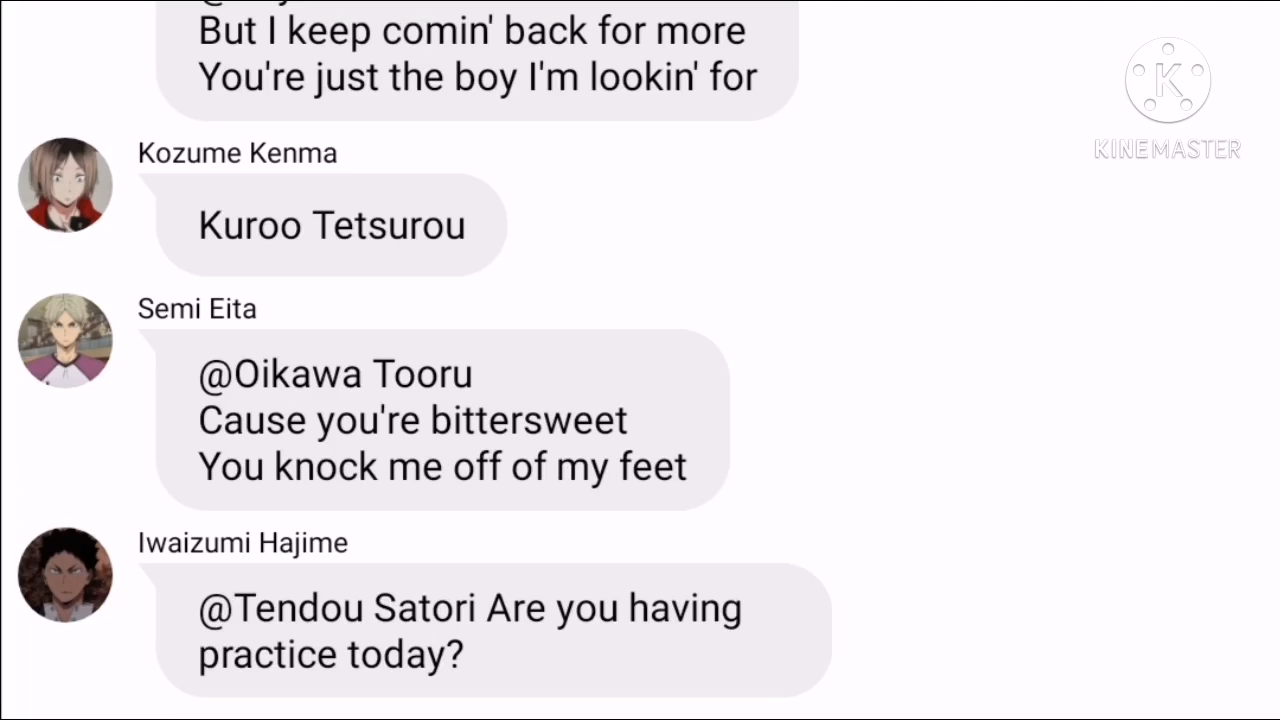 But I keep comin' back for more
You're just the boy I'm lookin' for
Kozume Kenma
Kuroo Tetsurou
Semi Eita
@Oikawa Tooru
Cause you're bittersweet
You knock me off of my feet
Iwaizumi Hajime
@Tendou Satori Are you having
practice today?
K
KINEMASTER